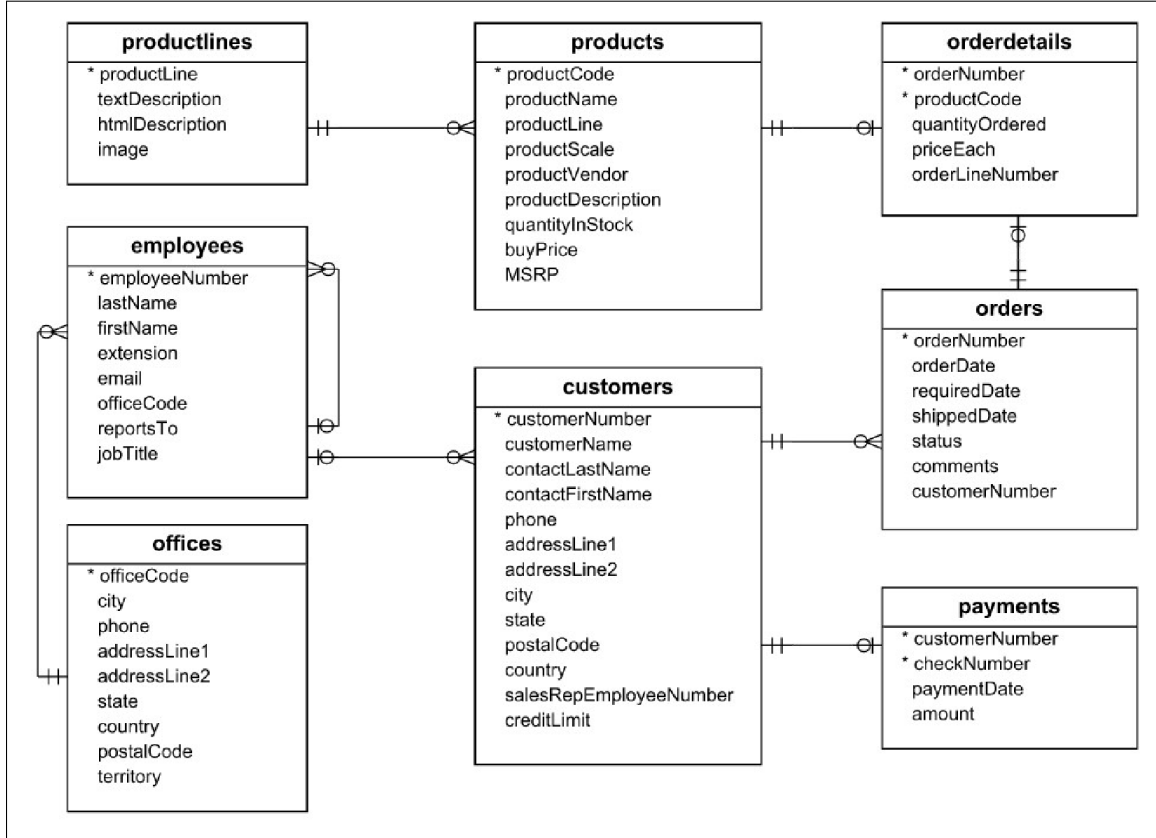 productlines
* productLine
textDescription
htmlDescription
image
products
* productCode
productName
productLine
productScale
productVendor
productDescription
quantityInStock
buyPrice
MSRP
orderdetails
* orderNumber
* productCode
quantityOrdered
priceEach
orderLineNumber
employees
* employeeNumber
lastName
firstName
extension
email
officeCode
reportsTo
jobTitle
customers
* customerNumber
customerName
contactLastName
contactFirstName
phone
addressLine1
addressLine2
city
state
postalCode
country
salesRepEmployeeNumber
creditLimit
orders
* orderNumber
orderDate
requiredDate
shippedDate
status
comments
customerNumber
offices
* officeCode
city
phone
addressLine1
addressLine2
state
country
postalCode
territory
payments
* customerNumber
* checkNumber
paymentDate
amount